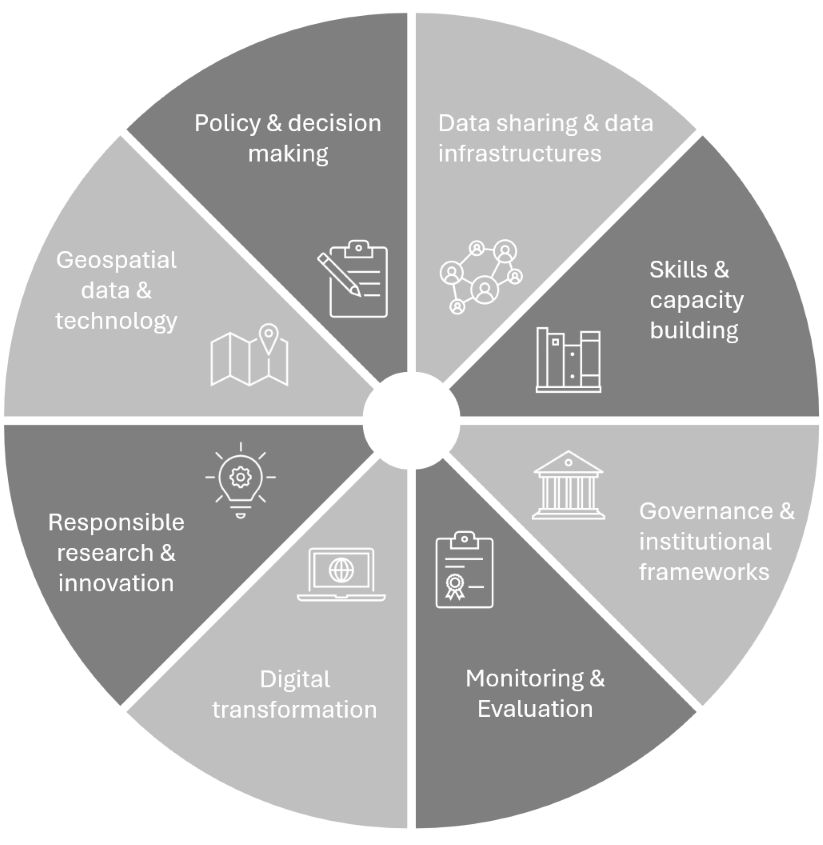 Policy & decision
making
Data sharing & data
infrastructures
Geospatial
data &
technology
Skills &
capacity
building
Responsible
research &
innovation
Governance &
institutional
frameworks
Digital
transformation
Monitoring &
Evaluation